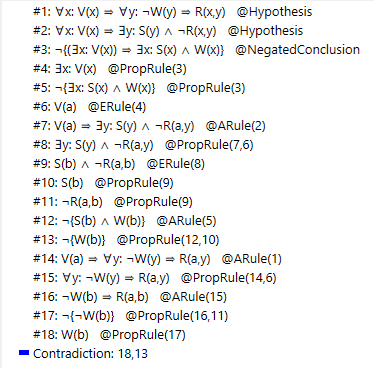 #1: ∀x: V(x) ⇒ ∀y: ¬W(y) ⇒ R(x,y) @Hypothesis
#2: ∀x: V(x) ⇒ ∃y: S(y) ∧ ¬R(x,y) @Hypothesis
#3: ¬{(∃x: V(x)) ⇒ ∃x: S(x) ∧ W(x)} @NegatedConclusion
#4: ∃x: V(x) @PropRule(3)
#5: ¬{∃x: S(x) ∧ W(x)} @PropRule(3)
#6: V(a) @ERule(4)
#7: V(a) ⇒ ∃y: S(y) ∧ ¬R(a,y) @ARule(2)
#8: ∃y: S(y) ∧ ¬R(a,y) @PropRule(7,6)
#9: S(b) ∧ ¬R(a,b) @ERule(8)
#10: S(b) @PropRule(9)
#11: ¬R(a,b) @PropRule(9)
#12: ¬{S(b) ∧ W(b)} @ARule(5)
#13: ¬{W(b)} @PropRule(12,10)
#14: V(a) ⇒ ∀y: ¬W(y) ⇒ R(a,y) @ARule(1)
#15: ∀y: ¬W(y) ⇒ R(a,y) @PropRule(14,6)
#16: ¬W(b) ⇒ R(a,b) @ARule(15)
#17: ¬{¬W(b)} @PropRule(16,11)
#18: W(b) @PropRule(17)
Contradiction: 18,13